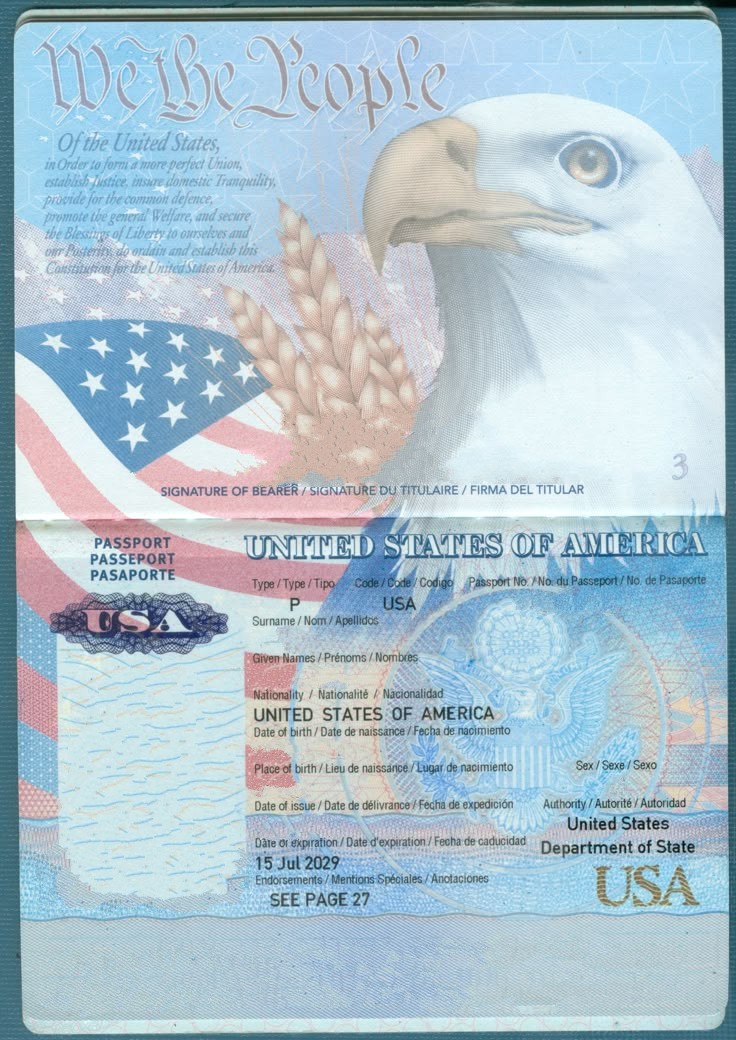 We the People
Of the United States,
in Order to form a more perfect Union,
establish Justice, insure domestic Tranquility,
provide for the common defence,
promote the general Welfare, and secure
the Blessings of Liberty to ourselves and
our Posterity, do ordain and establish this
Constitution for the United States of America.
3
SIGNATURE OF BEARER / SIGNATURE DU TITULAIRE / FIRMA DEL TITULAR
PASSPORT
PASSEPORT
PASAPORTE
USA
UNITED STATES OF AMERICA
Type / Type / Tipo Code / Code / Codigo Passport No. / No. du Passeport / No. de Pasaporte
P USA
Surname / Nom / Apellidos
Given Names / Prénoms / Nombres
Nationality / Nationalité / Nacionalidad
UNITED STATES OF AMERICA
Date of birth / Date de naissance / Fecha de nacimiento
Place of birth / Lieu de naissance / Lugar de nacimiento Sex / Sexe / Sexo
Date of issue / Date de délivrance / Fecha de expedición Authority / Autorité / Autoridad
United States
Date of expiration / Date d'expiration / Fecha de caducidad Department of State
15 Jul 2029
Endorsements / Mentions Spéciales / Anotaciones
SEE PAGE 27
USA